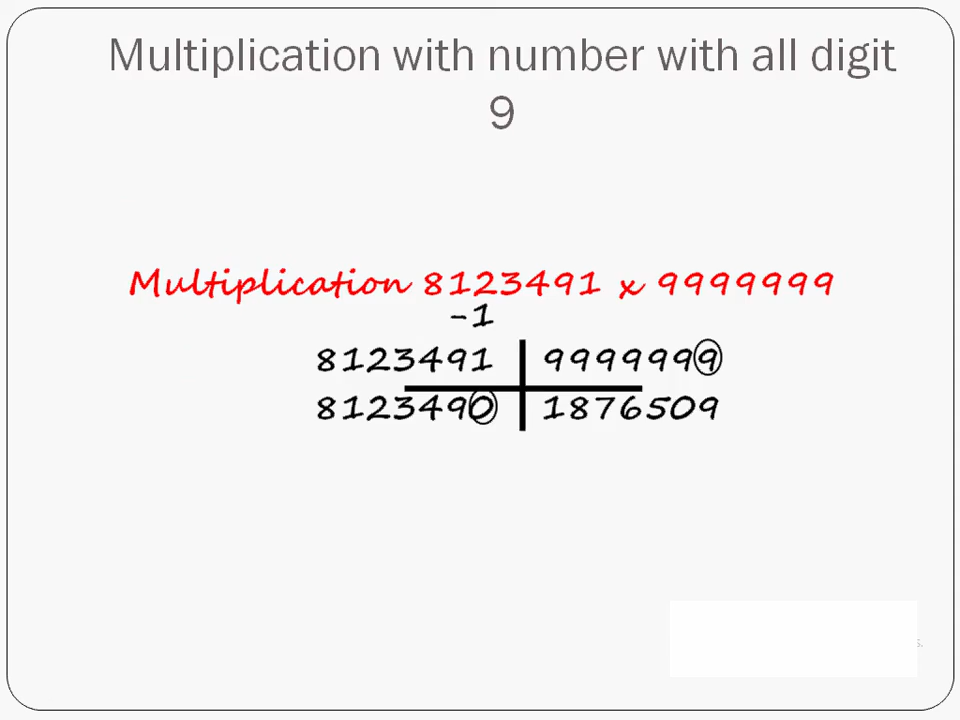 Multiplication with number with all digit
9
Multiplication 8123491 x 9999999
-1
8123491 9999999
8123490 1876509
s.